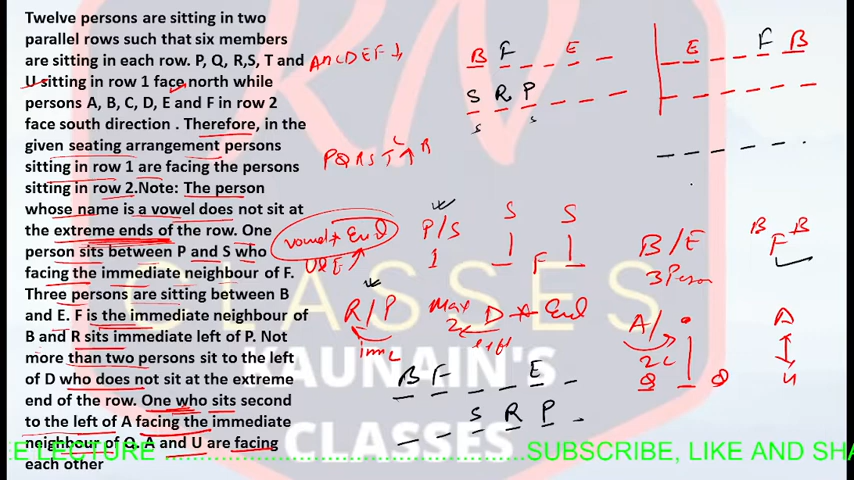 Twelve persons are sitting in two
parallel rows such that six members
are sitting in each row. P, Q, R,S, T and
U sitting in row 1 face north while
persons A, B, C, D, E and F in row 2
face south direction . Therefore, in the
given seating arrangement persons
sitting in row 1 are facing the persons
sitting in row 2.Note: The person
whose name is a vowel does not sit at
the extreme ends of the row. One
person sits between P and S who
facing the immediate neighbour of F.
Three persons are sitting between B
and E. F is the immediate neighbour of
B and R sits immediate left of P. Not
more than two persons sit to the left
of D who does not sit at the extreme
end of the row. One who sits second
to the left of A facing the immediate
neighbour of Q. A and U are facing
each other
B F E
S R P
S S
E F B
P/S
1
S S
F
B/E
3 Person
B F B
R/P
D
End
left
A/
2L
Q Q
A
U
B F E
S R P
CLASSES
KAUNAIN'S
CLASSES
E LECTURE
SUBSCRIBE, LIKE AND SHA